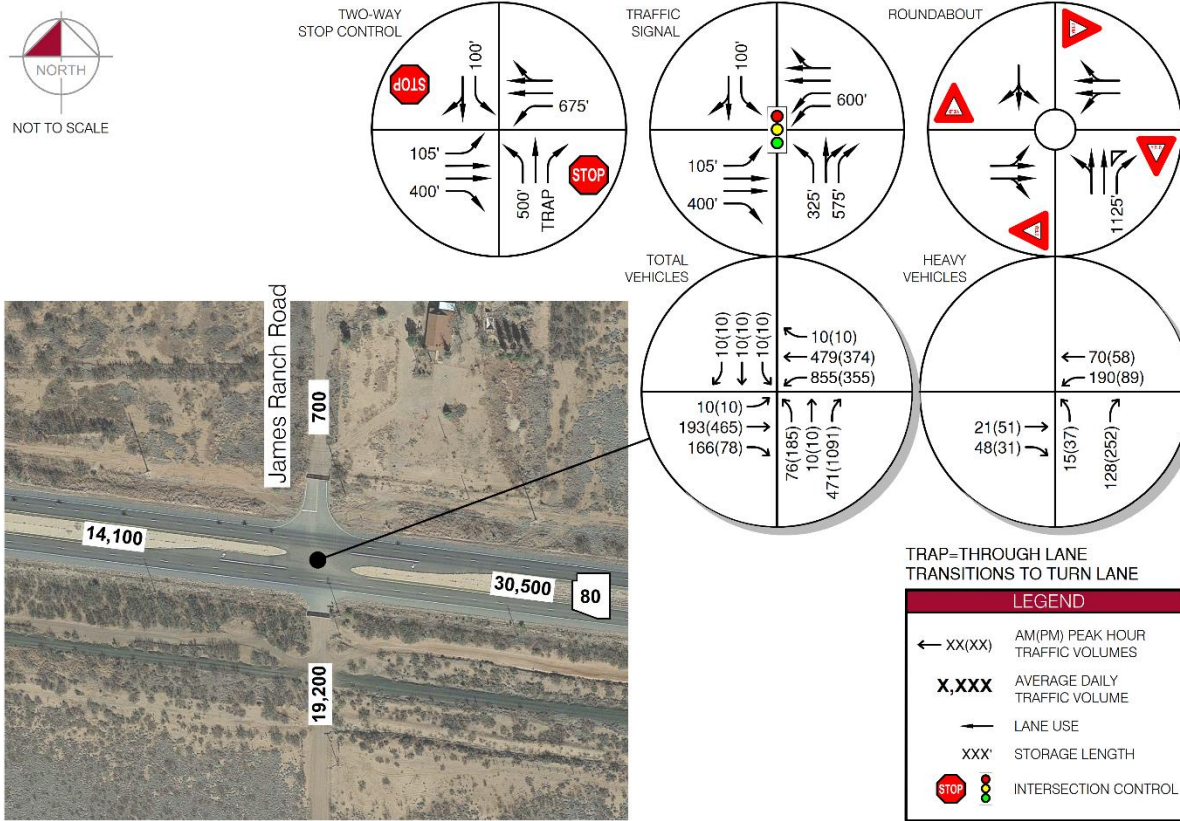 NORTH
NOT TO SCALE
TWO-WAY
STOP CONTROL
STOP
100'
675'
105'
400'
500'
TRAP
STOP
TRAFFIC
SIGNAL
100'
600'
105'
400'
325'
575'
ROUNDABOUT
1125'
TOTAL
VEHICLES
10(10)
10(10)
10(10)
10(10)
479(374)
855(355)
10(10)
193(465)
166(78)
76(185)
10(10)
471(1091)
HEAVY
VEHICLES
70(58)
190(89)
21(51)
48(31)
15(37)
128(252)
James Ranch Road
700
14,100
30,500
80
19,200
TRAP=THROUGH LANE
TRANSITIONS TO TURN LANE
LEGEND
XX(XX)
AM(PM) PEAK HOUR
TRAFFIC VOLUMES
X,XXX
AVERAGE DAILY
TRAFFIC VOLUME
LANE USE
XXX'
STORAGE LENGTH
STOP
INTERSECTION CONTROL